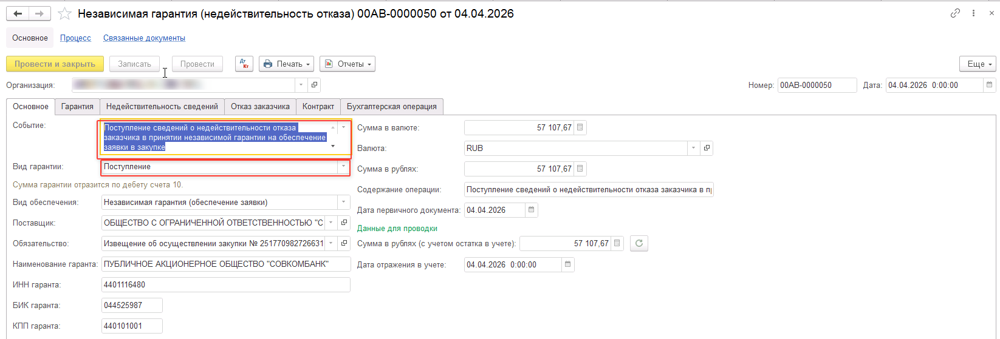 Независимая гарантия (недействительность отказа) 00АВ-0000050 от 04.04.2026
Основное Процесс Связанные документы
Провести и закрыть Записать Провести Дт Кт Печать Отчеты Еще
Организация: Номер: 00АВ-0000050 Дата: 04.04.2026 0:00:00
Основное Гарантия Недействительность сведений Отказ заказчика Контракт Бухгалтерская операция
Событие: Поступление сведений о недействительности отказа
заказчика в принятии независимой гарантии на обеспечение
заявки в закупке
Вид гарантии: Поступление
Сумма гарантии отразится по дебету счета 10.
Вид обеспечения: Независимая гарантия (обеспечение заявки)
Поставщик: ОБЩЕСТВО С ОГРАНИЧЕННОЙ ОТВЕТСТВЕННОСТЬЮ "С
Обязательство: Извещение об осуществлении закупки № 251770982726631
Наименование гаранта: ПУБЛИЧНОЕ АКЦИОНЕРНОЕ ОБЩЕСТВО "СОВКОМБАНК"
ИНН гаранта: 4401116480
БИК гаранта: 044525987
КПП гаранта: 440101001
Сумма в валюте: 57 107,67
Валюта: RUB
Сумма в рублях: 57 107,67
Содержание операции: Поступление сведений о недействительности отказа заказчика в п
Дата первичного документа: 04.04.2026
Данные для проводки
Сумма в рублях (с учетом остатка в учете): 57 107,67
Дата отражения в учете: 04.04.2026 0:00:00